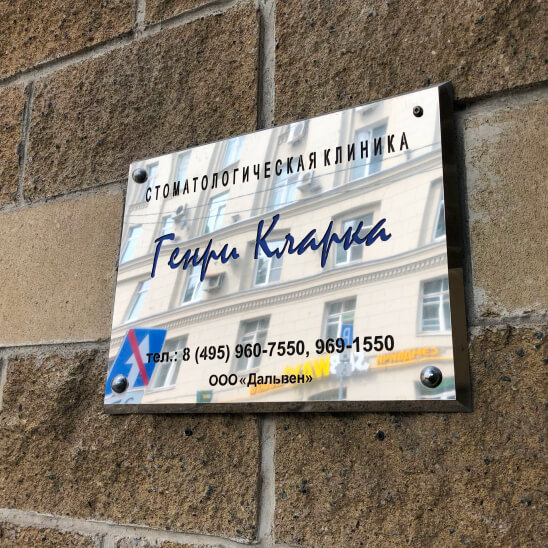 СТОМАТОЛОГИЧЕСКАЯ КЛИНИКА
Генри Кларка
тел.: 8 (495) 960-7550, 969-1550
ООО «Дальвен»